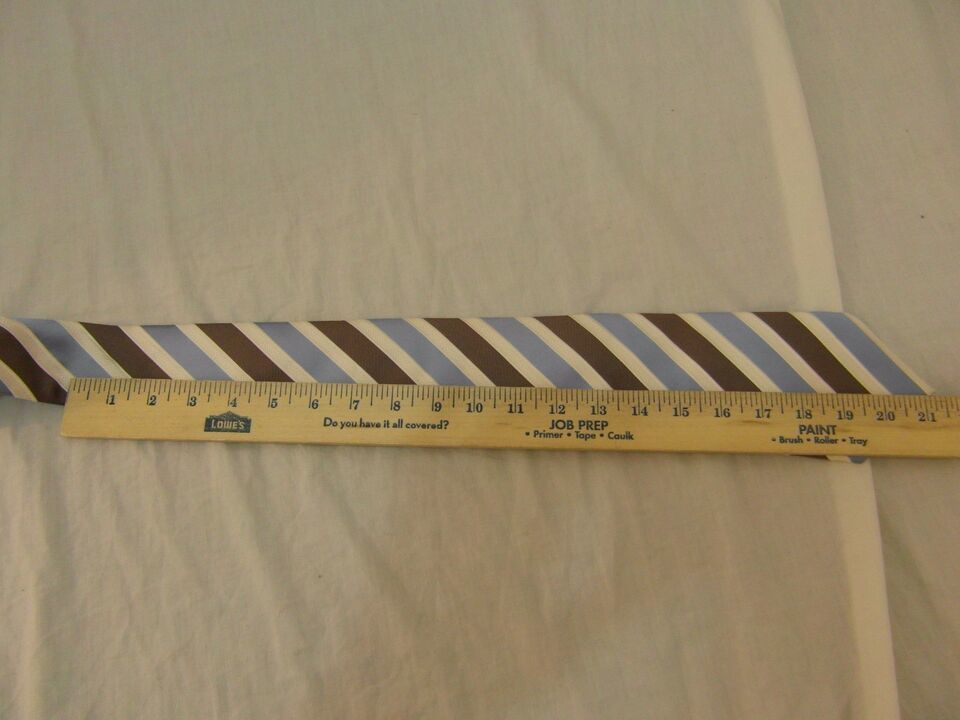 1 2 3 4 5 6 7 8 9 10 11 12 13 14 15 16 17 18 19 20 21
LOWE'S
Do you have it all covered?
JOB PREP
• Primer • Tape • Caulk
PAINT
• Brush • Roller • Tray